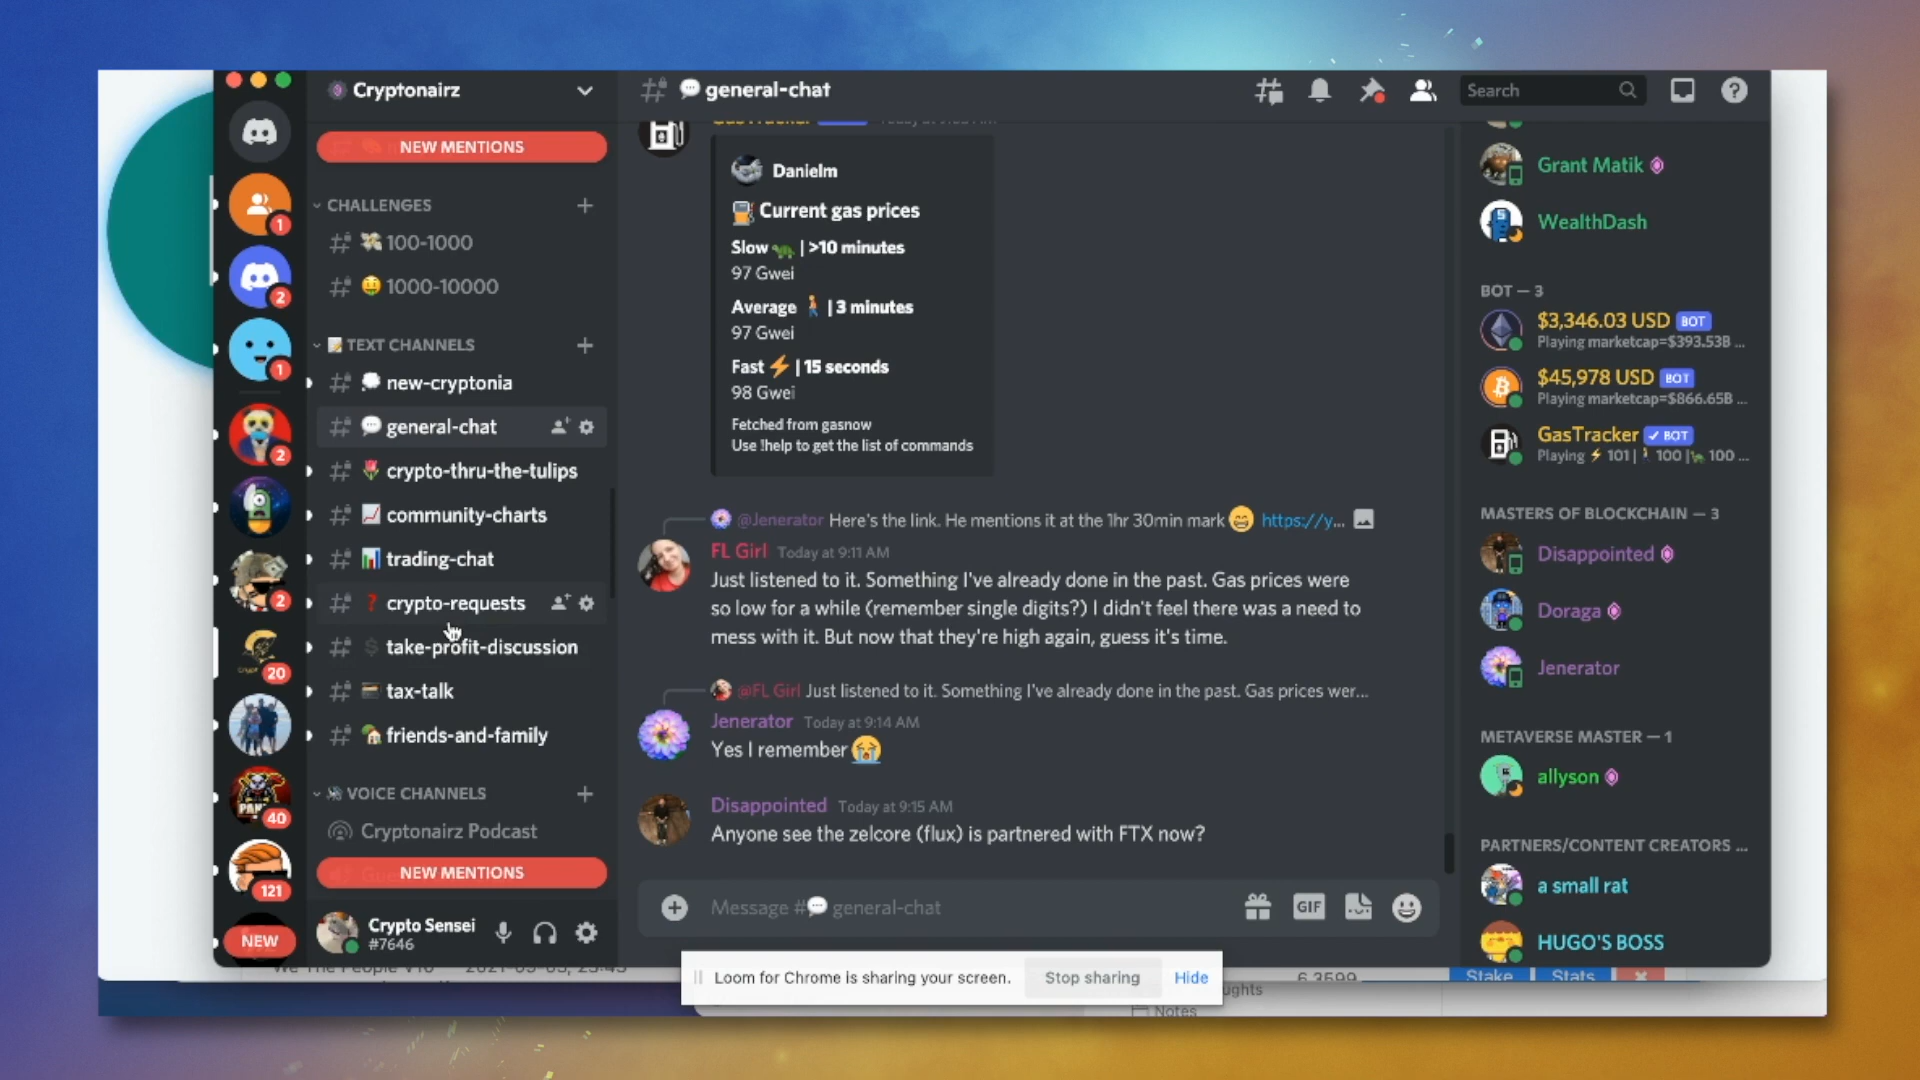 Cryptonairz
NEW MENTIONS
CHALLENGES
100-1000
1000-10000
TEXT CHANNELS
new-cryptonia
general-chat
crypto-thru-the-tulips
community-charts
trading-chat
crypto-requests
take-profit-discussion
tax-talk
friends-and-family
VOICE CHANNELS
Cryptonairz Podcast
NEW MENTIONS
Crypto Sensei
#7646
1
2
1
2
2
20
40
121
NEW
general-chat
Search
Danielm
Current gas prices
Slow | >10 minutes
97 Gwei
Average | 3 minutes
97 Gwei
Fast ⚡ | 15 seconds
98 Gwei
Fetched from gasnow
Use !help to get the list of commands
@Jenerator Here's the link. He mentions it at the 1hr 30min mark 😁 https://y...
FL Girl Today at 9:11 AM
Just listened to it. Something I've already done in the past. Gas prices were
so low for a while (remember single digits?) I didn't feel there was a need to
mess with it. But now that they're high again, guess it's time.
@FL Girl Just listened to it. Something I've already done in the past. Gas prices wer...
Jenerator Today at 9:14 AM
Yes I remember 😭
Disappointed Today at 9:15 AM
Anyone see the zelcore (flux) is partnered with FTX now?
Message #💬 general-chat
GIF
Grant Matik
WealthDash
BOT — 3
$3,346.03 USD BOT
Playing marketcap=$393.53B ...
$45,978 USD BOT
Playing marketcap=$866.65B ...
GasTracker ✓ BOT
Playing ⚡ 101 | 🚶 100 | 🐢 100 ...
MASTERS OF BLOCKCHAIN — 3
Disappointed
Doraga
Jenerator
METAVERSE MASTER — 1
allyson
PARTNERS/CONTENT CREATORS ...
a small rat
HUGO'S BOSS
Loom for Chrome is sharing your screen.
Stop sharing
Hide
6.3599
Stake
Stats
ughts
Notes